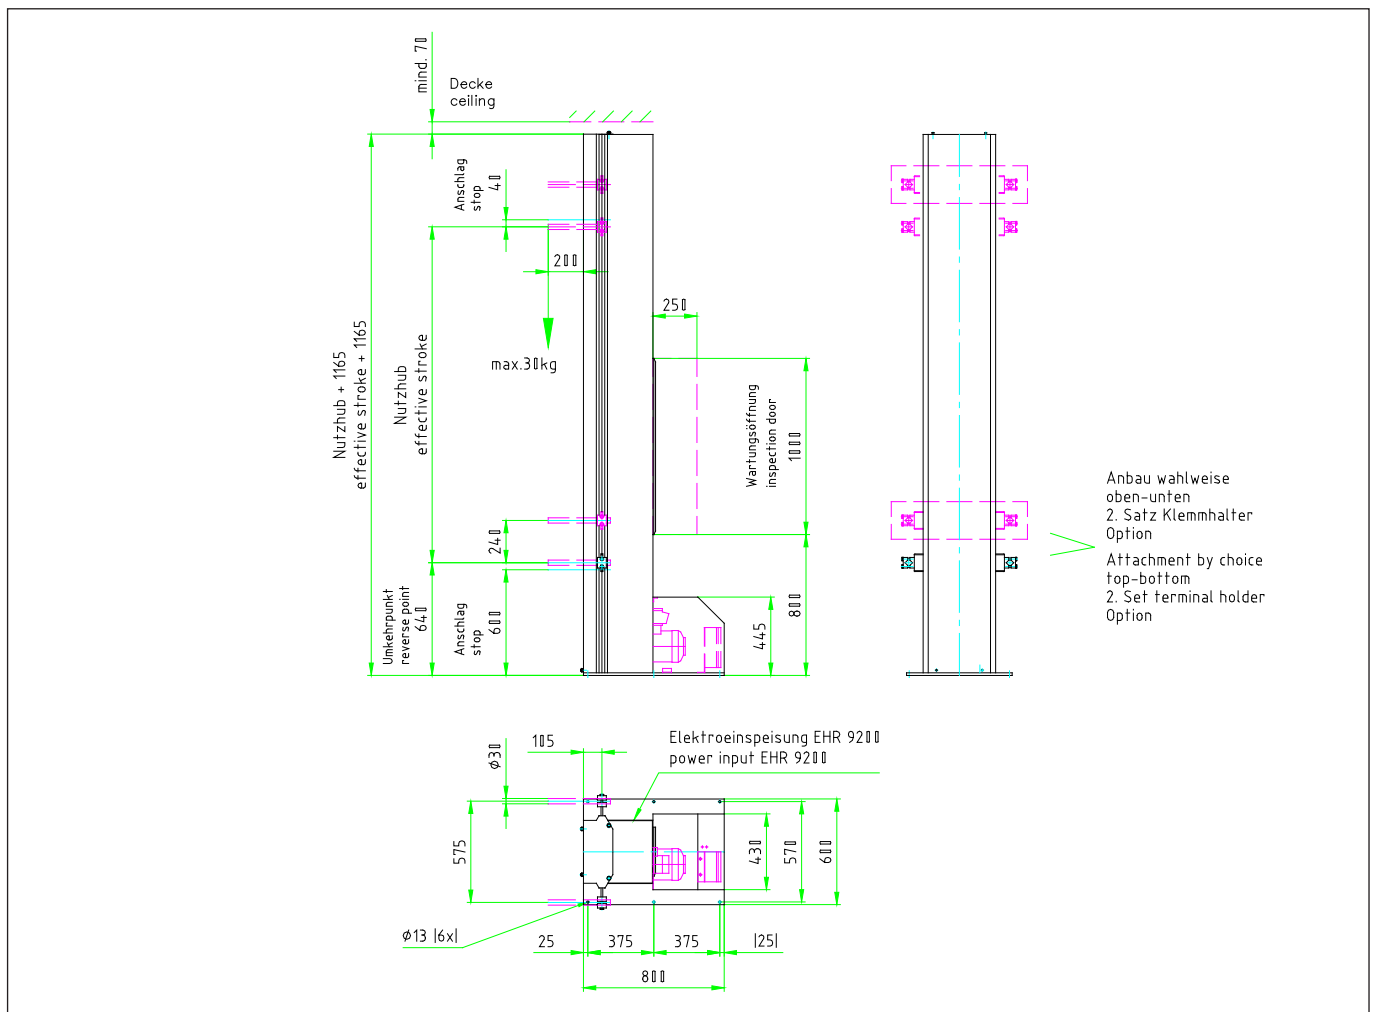 mind. 70
Decke
ceiling
Anschlag
stop
40
200
max.30kg
250
Nutzhub + 1165
effective stroke + 1165
Nutzhub
effective stroke
Wartungsöffnung
inspection door
1000
240
Umkehrpunkt
reverse point
640
Anschlag
stop
600
445
800
Anbau wahlweise
oben-unten
2. Satz Klemmhalter
Option
Attachment by choice
top-bottom
2. Set terminal holder
Option
Elektroeinspeisung EHR 9200
power input EHR 9200
105
ø30
575
430
570
600
ø13 |6x|
25
375
375
|25|
800